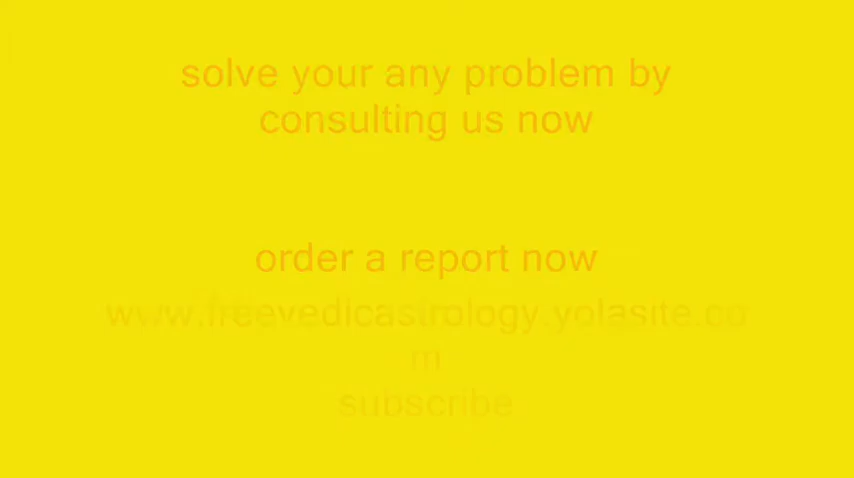 solve your any problem by
consulting us now
order a report now
www.freevedicastrology.yolasite.co
m
subscribe